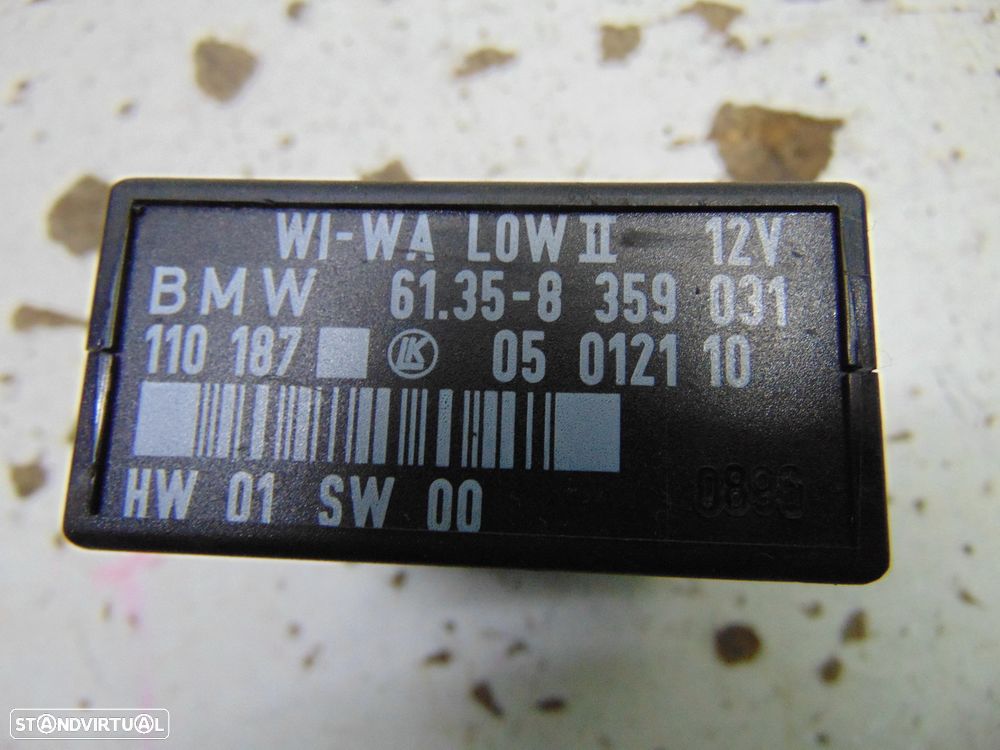 WI-WA LOW II 12V
BMW 61.35-8 359 031
110 187 LK 05 0121 10
HW 01 SW 00
STANDVIRTUAL